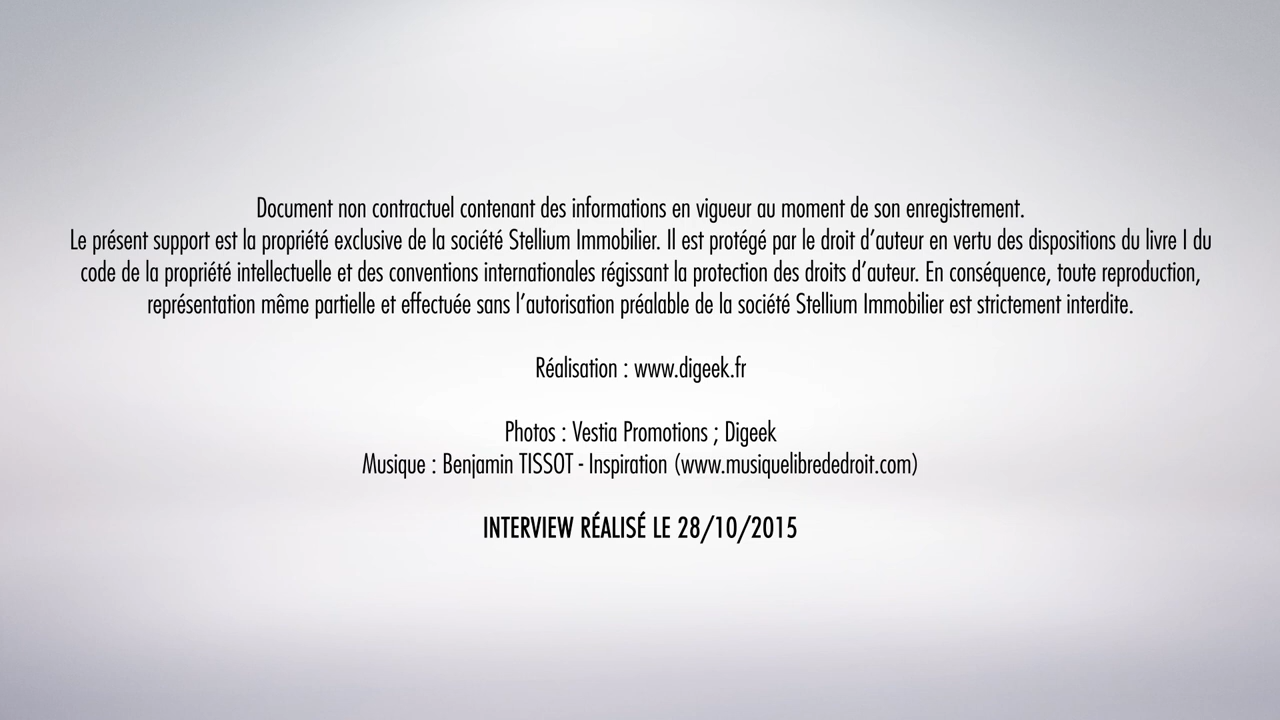 Document non contractuel contenant des informations en vigueur au moment de son enregistrement.
Le présent support est la propriété exclusive de la société Stellium Immobilier. Il est protégé par le droit d'auteur en vertu des dispositions du livre I du
code de la propriété intellectuelle et des conventions internationales régissant la protection des droits d'auteur. En conséquence, toute reproduction,
représentation même partielle et effectuée sans l'autorisation préalable de la société Stellium Immobilier est strictement interdite.
Réalisation : www.digeek.fr
Photos : Vestia Promotions ; Digeek
Musique : Benjamin TISSOT - Inspiration (www.musiquelibrededroit.com)
INTERVIEW RÉALISÉ LE 28/10/2015